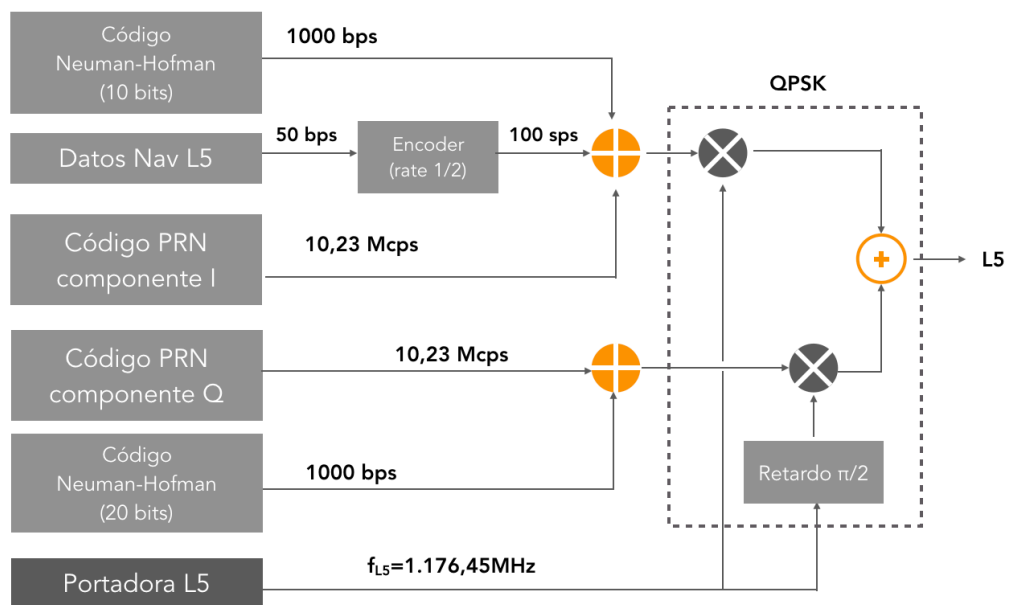 Código
Neuman-Hofman
(10 bits)
1000 bps
QPSK
Datos Nav L5
50 bps
Encoder
(rate 1/2)
100 sps
Código PRN
componente I
10,23 Mcps
L5
Código PRN
componente Q
10,23 Mcps
Código
Neuman-Hofman
(20 bits)
1000 bps
Retardo π/2
Portadora L5
fL5=1.176,45MHz